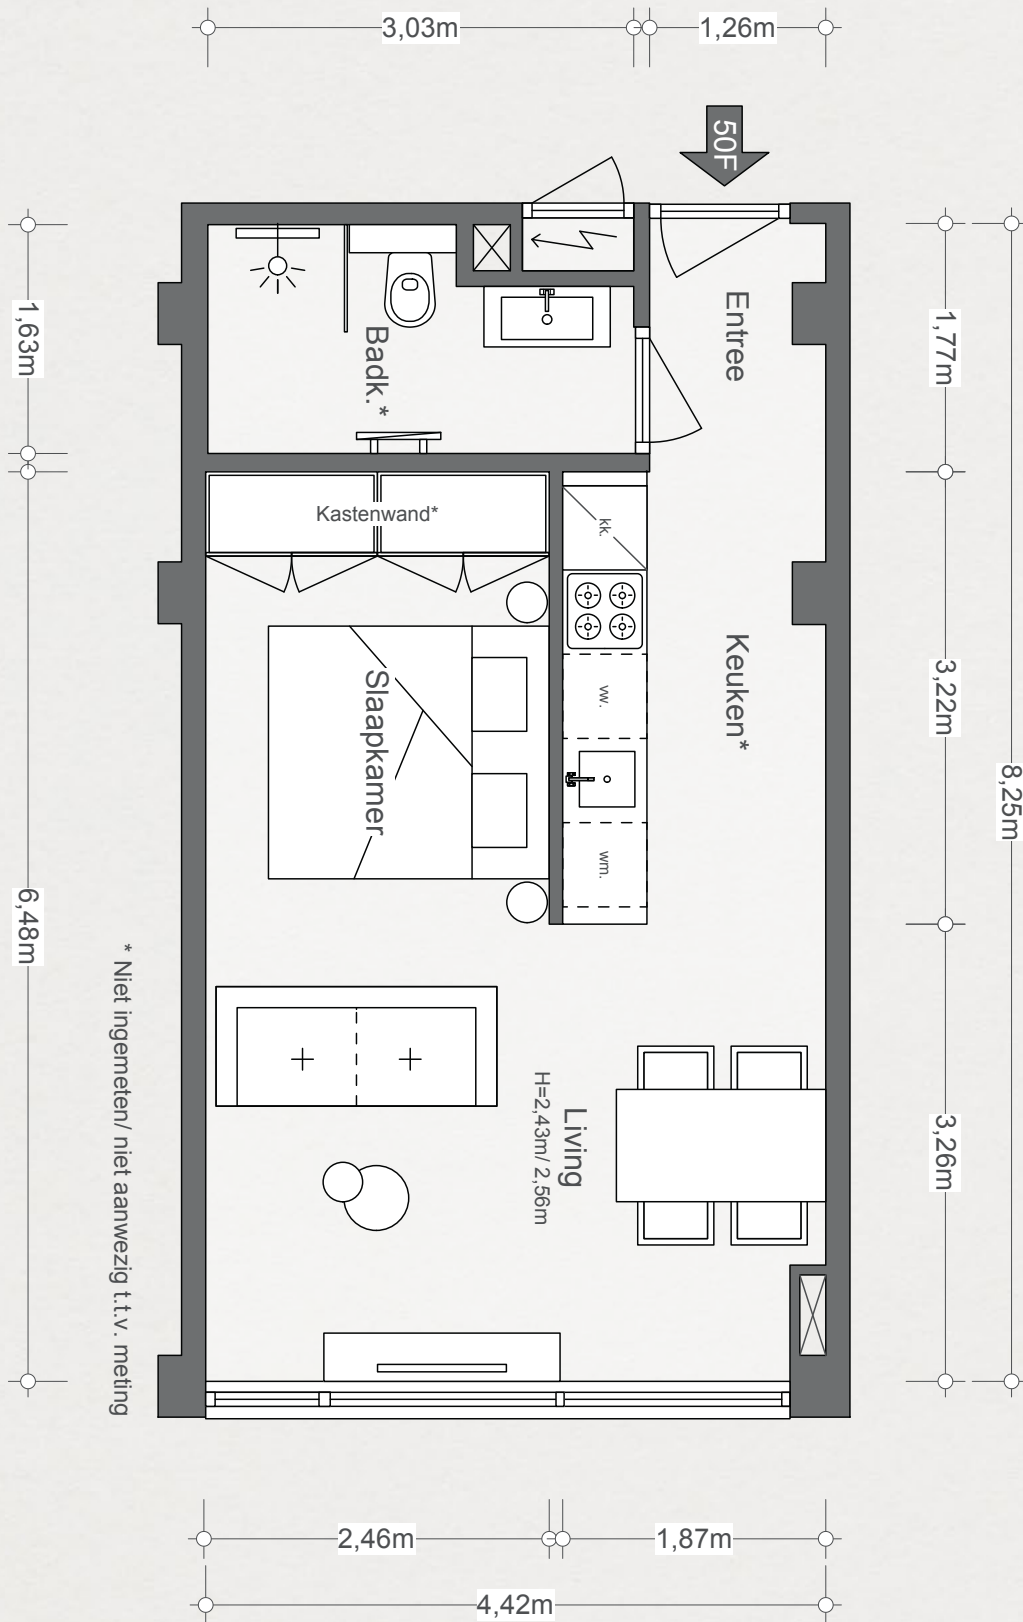 3,03m
1,26m
50F
Entree
1,63m
Badk.*
1,77m
Kastenwand*
kk.
Keuken*
vw.
Slaapkamer
3,22m
8,25m
wm.
6,48m
* Niet ingemeten/ niet aanwezig t.t.v. meting
Living
H=2,43m/ 2,56m
3,26m
2,46m
1,87m
4,42m